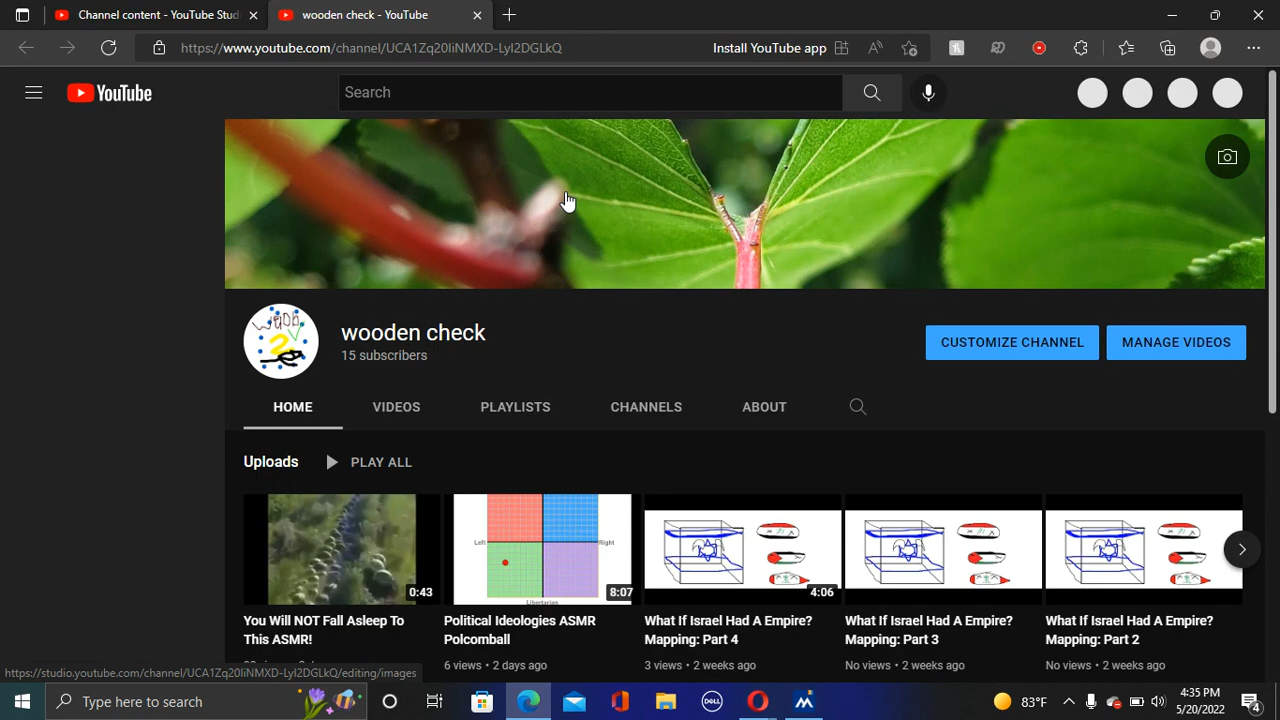 Channel content - YouTube Stud
wooden check - YouTube
https://www.youtube.com/channel/UCA1Zq20IiNMXD-LyI2DGLkQ
Install YouTube app
YouTube
Search
wooden check
15 subscribers
CUSTOMIZE CHANNEL
MANAGE VIDEOS
HOME
VIDEOS
PLAYLISTS
CHANNELS
ABOUT
Uploads
PLAY ALL
0:43
Left
Right
Libertarian
8:07
4:06
You Will NOT Fall Asleep To
This ASMR!
Political Ideologies ASMR
Polcomball
6 views • 2 days ago
What If Israel Had A Empire?
Mapping: Part 4
3 views • 2 weeks ago
What If Israel Had A Empire?
Mapping: Part 3
No views • 2 weeks ago
What If Israel Had A Empire?
Mapping: Part 2
No views • 2 weeks ago
https://studio.youtube.com/channel/UCA1Zq20IiNMXD-LyI2DGLkQ/editing/images
Type here to search
83°F
4:35 PM
5/20/2022
4